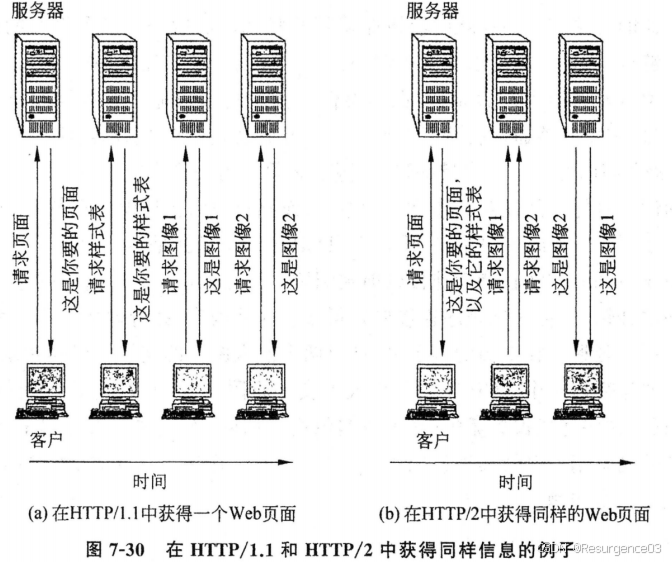 服务器
服务器
请求页面
这是你要的页面
请求样式表
这是你要的样式表
请求图像1
这是图像1
请求图像2
这是图像2
请求页面
这是你要的页面，
以及它的样式表
请求图像1
请求图像2
这是图像2
这是图像1
客户
客户
时间
时间
(a) 在HTTP/1.1中获得一个Web页面
(b) 在HTTP/2中获得同样的Web页面
图 7-30 在 HTTP/1.1 和 HTTP/2 中获得同样信息的例子
@Resurgence03